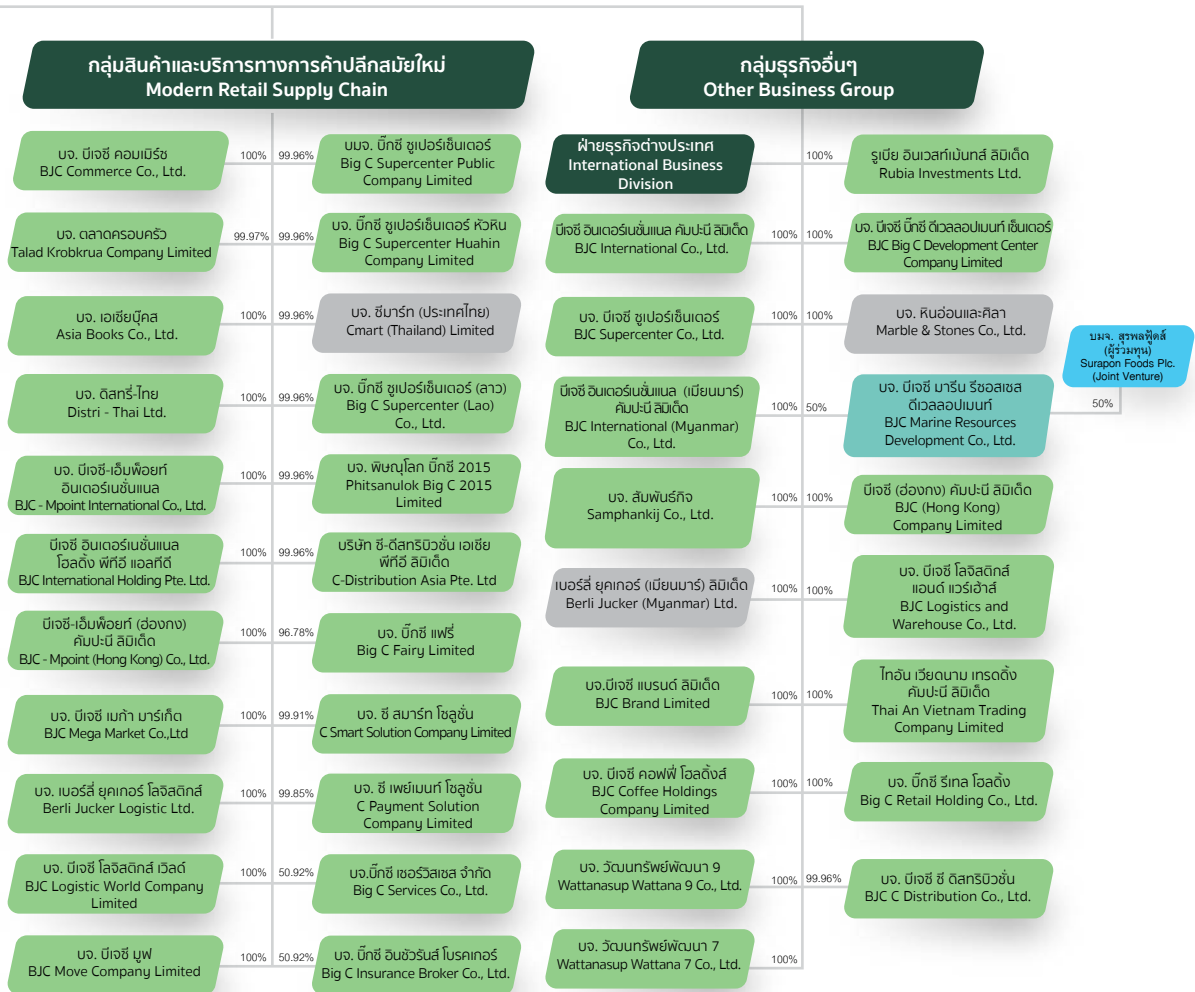 กลุ่มสินค้าและบริการทางการค้าปลีกสมัยใหม่
Modern Retail Supply Chain
บจ. บีเจซี คอมเมิร์ซ
BJC Commerce Co., Ltd.
100%
99.96%
บมจ. บิ๊กซี ซูเปอร์เซ็นเตอร์
Big C Supercenter Public
Company Limited
บจ. ตลาดครอบครัว
Talad Krobkrua Company Limited
99.97%
99.96%
บจ. บิ๊กซี ซูเปอร์เซ็นเตอร์ หัวหิน
Big C Supercenter Huahin
Company Limited
บจ. เอเซียบุ๊คส
Asia Books Co., Ltd.
100%
99.96%
บจ. ซีมาร์ท (ประเทศไทย)
Cmart (Thailand) Limited
บจ. ดิสทรี่-ไทย
Distri - Thai Ltd.
100%
99.96%
บจ. บิ๊กซี ซูเปอร์เซ็นเตอร์ (ลาว)
Big C Supercenter (Lao)
Co., Ltd.
บจ. บีเจซี-เอ็มพ็อยท์
อินเตอร์เนชั่นแนล
BJC - Mpoint International Co., Ltd.
100%
99.96%
บจ. พิษณุโลก บิ๊กซี 2015
Phitsanulok Big C 2015
Limited
บีเจซี อินเตอร์เนชั่นแนล
โฮลดิ้ง พีทีอี แอลทีดี
BJC International Holding Pte. Ltd.
100%
99.96%
บริษัท ซี-ดีสทริบิวชั่น เอเชีย
พีทีอี ลิมิเต็ด
C-Distribution Asia Pte. Ltd
บีเจซี-เอ็มพ็อยท์ (ฮ่องกง)
คัมปะนี ลิมิเต็ด
BJC - Mpoint (Hong Kong) Co., Ltd.
100%
96.78%
บจ. บิ๊กซี แฟรี่
Big C Fairy Limited
บจ. บีเจซี เมก้า มาร์เก็ต
BJC Mega Market Co.,Ltd
100%
99.91%
บจ. ซี สมาร์ท โซลูชั่น
C Smart Solution Company Limited
บจ. เบอร์ลี่ ยุคเกอร์ โลจิสติกส์
Berli Jucker Logistic Ltd.
100%
99.85%
บจ. ซี เพย์เมนท์ โซลูชั่น
C Payment Solution
Company Limited
บจ. บีเจซี โลจิสติกส์ เวิลด์
BJC Logistic World Company
Limited
100%
50.92%
บจ.บิ๊กซี เซอร์วิสเซส จำกัด
Big C Services Co., Ltd.
บจ. บีเจซี มูฟ
BJC Move Company Limited
100%
50.92%
บจ. บิ๊กซี อินชัวรันส์ โบรคเกอร์
Big C Insurance Broker Co., Ltd.
กลุ่มธุรกิจอื่นๆ
Other Business Group
ฝ่ายธุรกิจต่างประเทศ
International Business
Division
100%
รูเบีย อินเวสท์เม้นทส์ ลิมิเต็ด
Rubia Investments Ltd.
บีเจซี อินเตอร์เนชั่นแนล คัมปะนี ลิมิเต็ด
BJC International Co., Ltd.
100%
100%
บจ. บีเจซี บิ๊กซี ดีเวลลอปเมนท์ เซ็นเตอร์
BJC Big C Development Center
Company Limited
บจ. บีเจซี ซูเปอร์เซ็นเตอร์
BJC Supercenter Co., Ltd.
100%
100%
บจ. หินอ่อนและศิลา
Marble & Stones Co., Ltd.
บีเจซี อินเตอร์เนชั่นแนล (เมียนมาร์)
คัมปะนี ลิมิเต็ด
BJC International (Myanmar)
Co., Ltd.
100%
50%
บจ. บีเจซี มารีน รีซอสเซส
ดีเวลลอปเมนท์
BJC Marine Resources
Development Co., Ltd.
50%
บมจ. สุรพลฟู้ดส์
(ผู้ร่วมทุน)
Surapon Foods Plc.
(Joint Venture)
บจ. สัมพันธ์กิจ
Samphankij Co., Ltd.
100%
100%
บีเจซี (ฮ่องกง) คัมปะนี ลิมิเต็ด
BJC (Hong Kong)
Company Limited
เบอร์ลี่ ยุคเกอร์ (เมียนมาร์) ลิมิเต็ด
Berli Jucker (Myanmar) Ltd.
100%
100%
บจ. บีเจซี โลจิสติกส์
แอนด์ แวร์เฮ้าส์
BJC Logistics and
Warehouse Co., Ltd.
บจ.บีเจซี แบรนด์ ลิมิเต็ด
BJC Brand Limited
100%
100%
ไทอัน เวียดนาม เทรดดิ้ง
คัมปะนี ลิมิเต็ด
Thai An Vietnam Trading
Company Limited
บจ. บีเจซี คอฟฟี่ โฮลดิ้งส์
BJC Coffee Holdings
Company Limited
100%
100%
บจ. บิ๊กซี รีเทล โฮลดิ้ง
Big C Retail Holding Co., Ltd.
บจ. วัฒนทรัพย์พัฒนา 9
Wattanasup Wattana 9 Co., Ltd.
100%
99.96%
บจ. บีเจซี ซี ดิสทริบิวชั่น
BJC C Distribution Co., Ltd.
บจ. วัฒนทรัพย์พัฒนา 7
Wattanasup Wattana 7 Co., Ltd.
100%